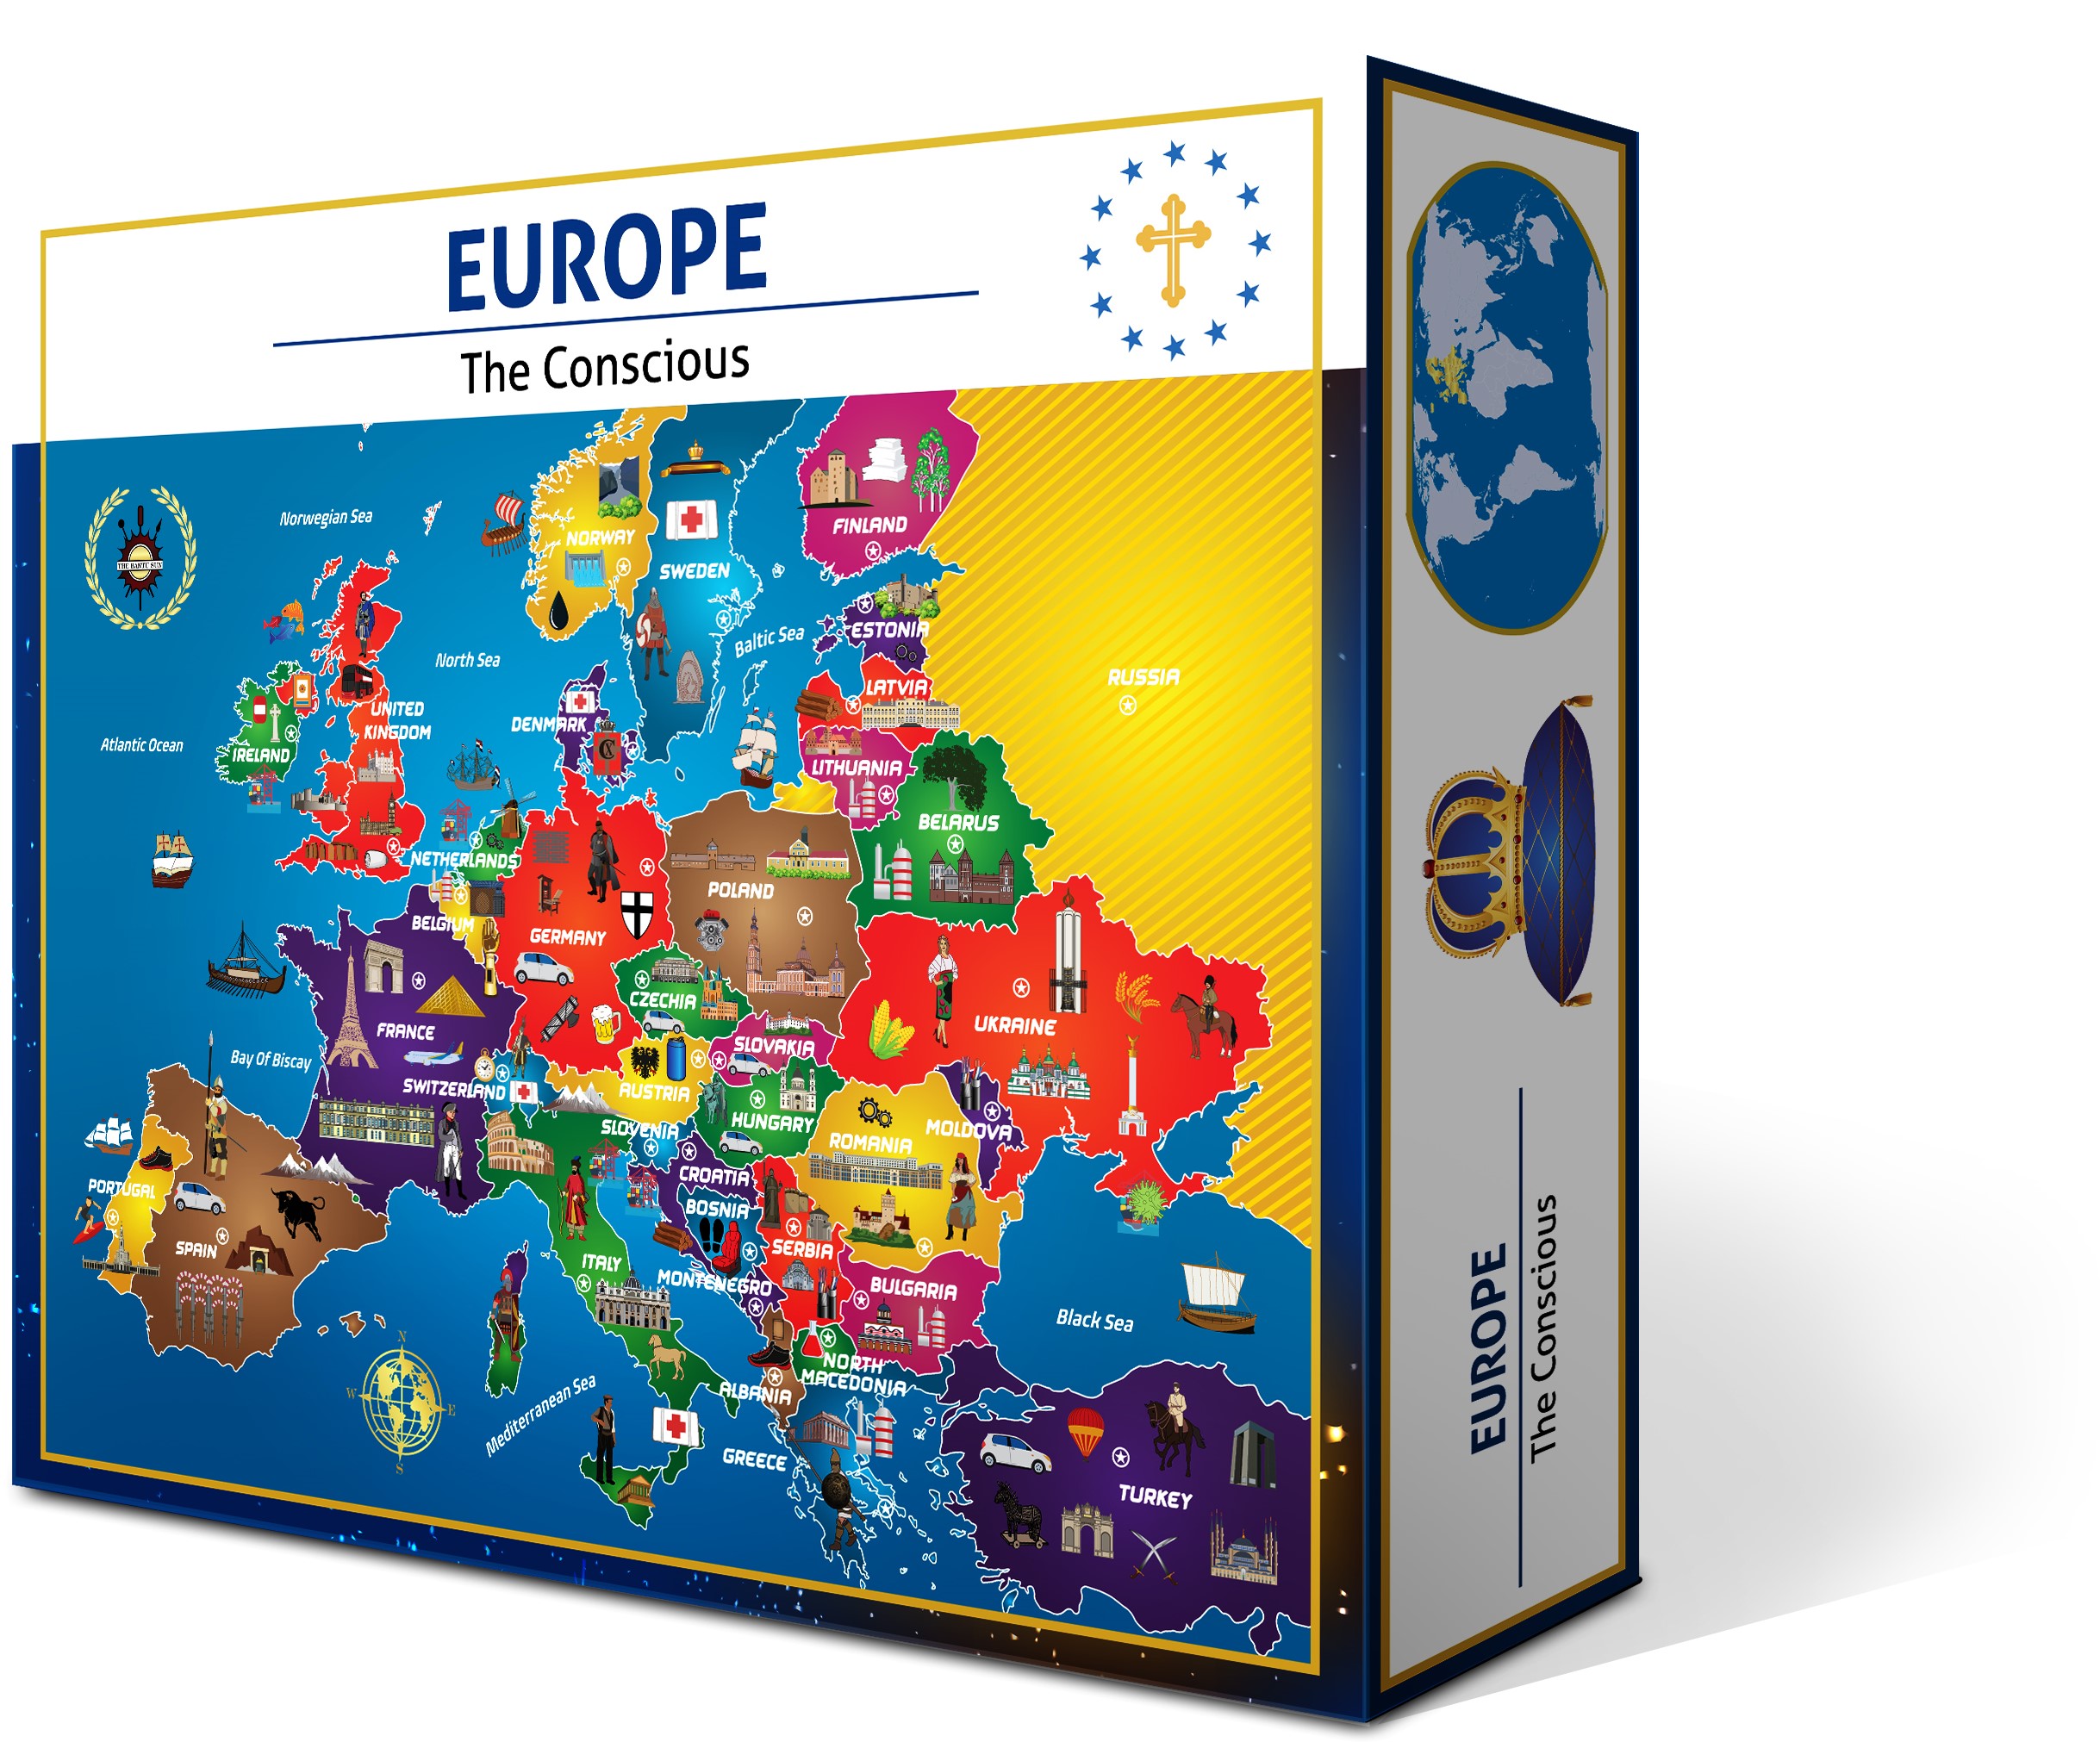 EUROPE
The Conscious
THE BANTU SUN
Norwegian Sea
NORWAY
SWEDEN
FINLAND
ESTONIA
Baltic Sea
North Sea
RUSSIA
LATVIA
UNITED
KINGDOM
DENMARK
IRELAND
Atlantic Ocean
LITHUANIA
BELARUS
NETHERLANDS
POLAND
BELGIUM
GERMANY
CZECHIA
UKRAINE
FRANCE
SLOVAKIA
Bay Of Biscay
SWITZERLAND
AUSTRIA
HUNGARY
MOLDOVA
SLOVENIA
ROMANIA
CROATIA
PORTUGAL
BOSNIA
SPAIN
SERBIA
ITALY
MONTENEGRO
BULGARIA
Black Sea
N
W
E
S
NORTH
MACEDONIA
ALBANIA
Mediterranean Sea
GREECE
TURKEY
EUROPE
The Conscious